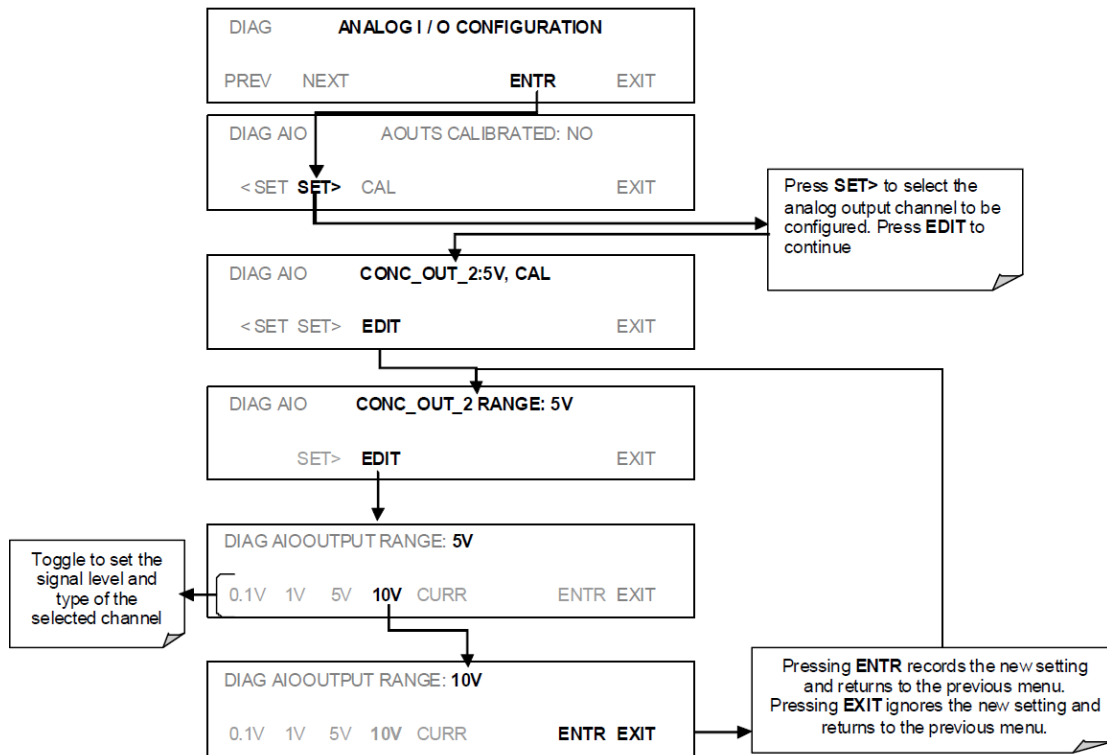 DIAG ANALOG I / O CONFIGURATION
PREV NEXT ENTR EXIT
DIAG AIO AOUTS CALIBRATED: NO
< SET SET> CAL EXIT
Press SET> to select the
analog output channel to be
configured. Press EDIT to
continue
DIAG AIO CONC_OUT_2:5V, CAL
< SET SET> EDIT EXIT
DIAG AIO CONC_OUT_2 RANGE: 5V
SET> EDIT EXIT
DIAG AIOOUTPUT RANGE: 5V
0.1V 1V 5V 10V CURR ENTR EXIT
Toggle to set the
signal level and
type of the
selected channel
DIAG AIOOUTPUT RANGE: 10V
0.1V 1V 5V 10V CURR ENTR EXIT
Pressing ENTR records the new setting
and returns to the previous menu.
Pressing EXIT ignores the new setting and
returns to the previous menu.